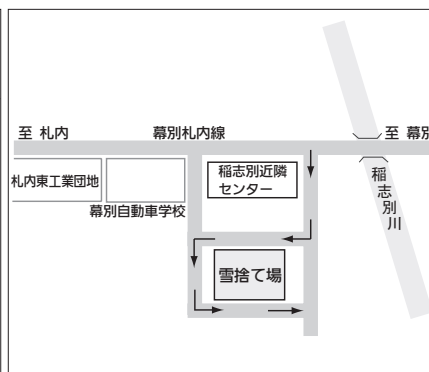 至 札内
幕別札内線
至 幕別
札内東工業団地
幕別自動車学校
稲志別近隣
センター
稲志別川
雪捨て場